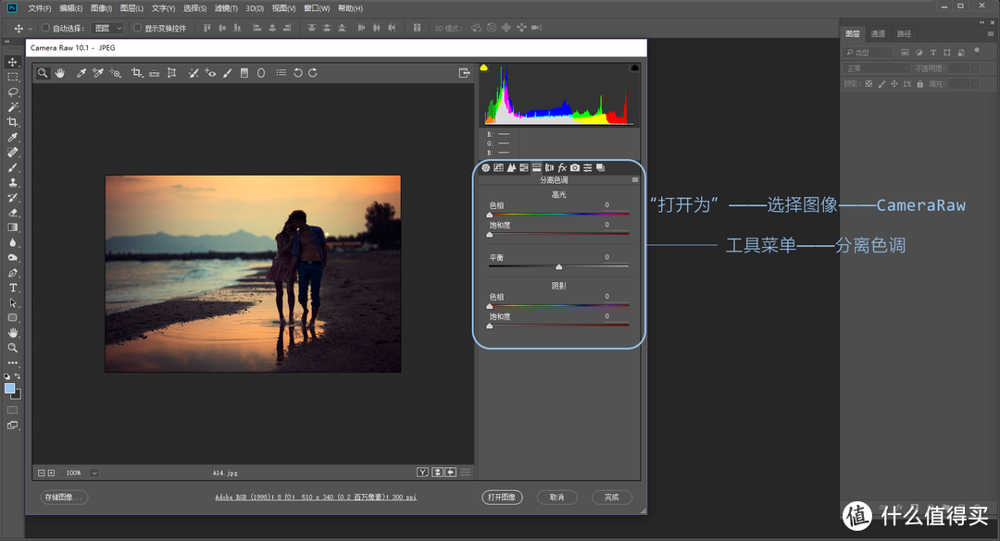 Ps 文件(F) 编辑(E) 图像(I) 图层(L) 文字(Y) 选择(S) 滤镜(T) 3D(D) 视图(V) 窗口(W) 帮助(H)
自动选择： 图层 显示变换控件 3D 模式：
Camera Raw 10.1 - JPEG
图层 通道 路径
类型
正常 不透明度：
锁定： 填充：
R: ——
G: ——
B: ——
分离色调
高光
色相 0
饱和度 0
平衡 0
阴影
色相 0
饱和度 0
“打开为” ——选择图像——CameraRaw
工具菜单——分离色调
100% A14.jpg
存储图像... Adobe RGB (1998); 8 位; 510 x 340 (0.2 百万像素); 300 ppi 打开图像 取消 完成
值 什么值得买